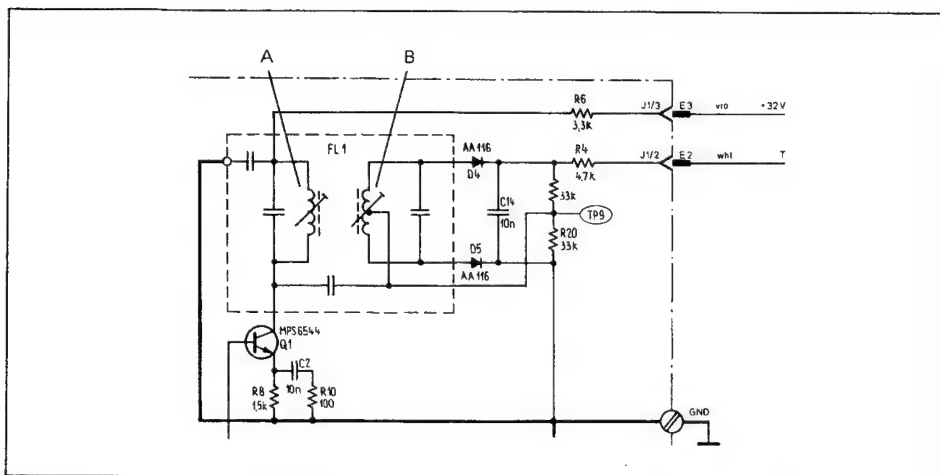 A
B
R6
3,3k
J1/3
E3
vio
+32V
FL1
AA116
D4
R4
4,7k
J1/2
E2
wht
T
33k
C14
10n
TP9
R20
33k
D5
AA116
MPS6544
Q1
C2
10n
R8
1,5k
R10
100
GND